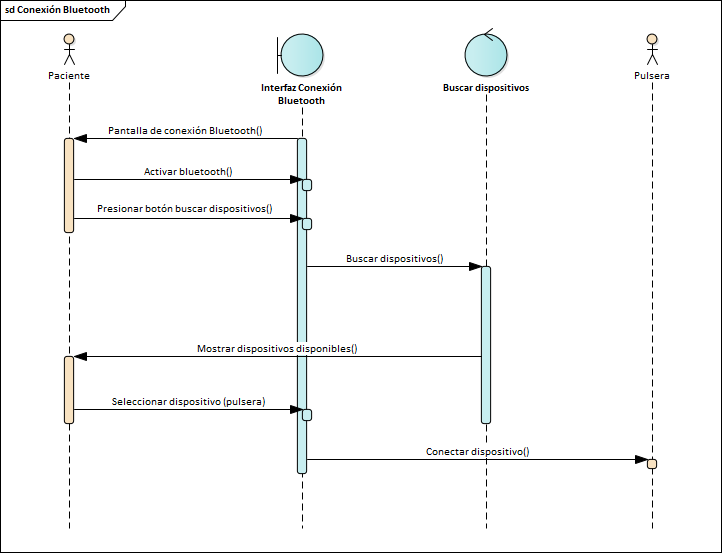 sd Conexión Bluetooth
Paciente
Interfaz Conexión
Bluetooth
Buscar dispositivos
Pulsera
Pantalla de conexión Bluetooth()
Activar bluetooth()
Presionar botón buscar dispositivos()
Buscar dispositivos()
Mostrar dispositivos disponibles()
Seleccionar dispositivo (pulsera)
Conectar dispositivo()